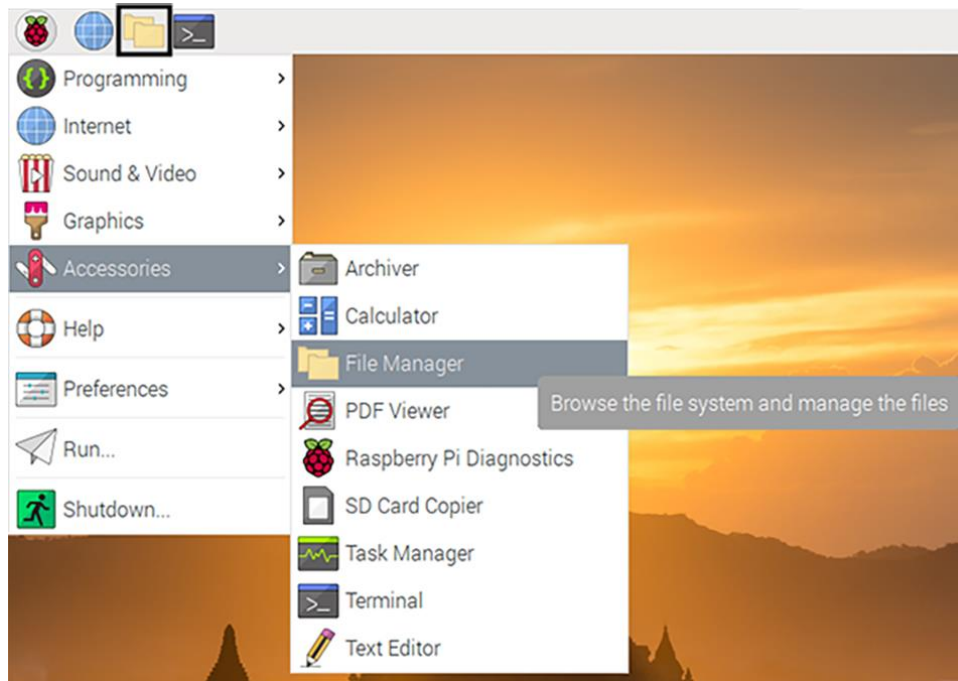 Programming
Internet
Sound & Video
Graphics
Accessories
Help
Preferences
Run...
Shutdown...
Archiver
Calculator
File Manager
PDF Viewer
Raspberry Pi Diagnostics
SD Card Copier
Task Manager
Terminal
Text Editor
Browse the file system and manage the files